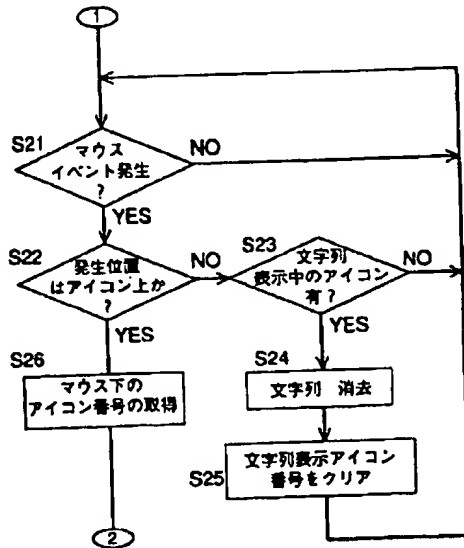 1
S21
マウス
イベント発生
?
NO
YES
S22
発生位置
はアイコン上か
?
NO
YES
S23
文字列
表示中のアイコン
有?
NO
YES
S26
マウス下の
アイコン番号の取得
S24
文字列 消去
S25
文字列表示アイコン
番号をクリア
2